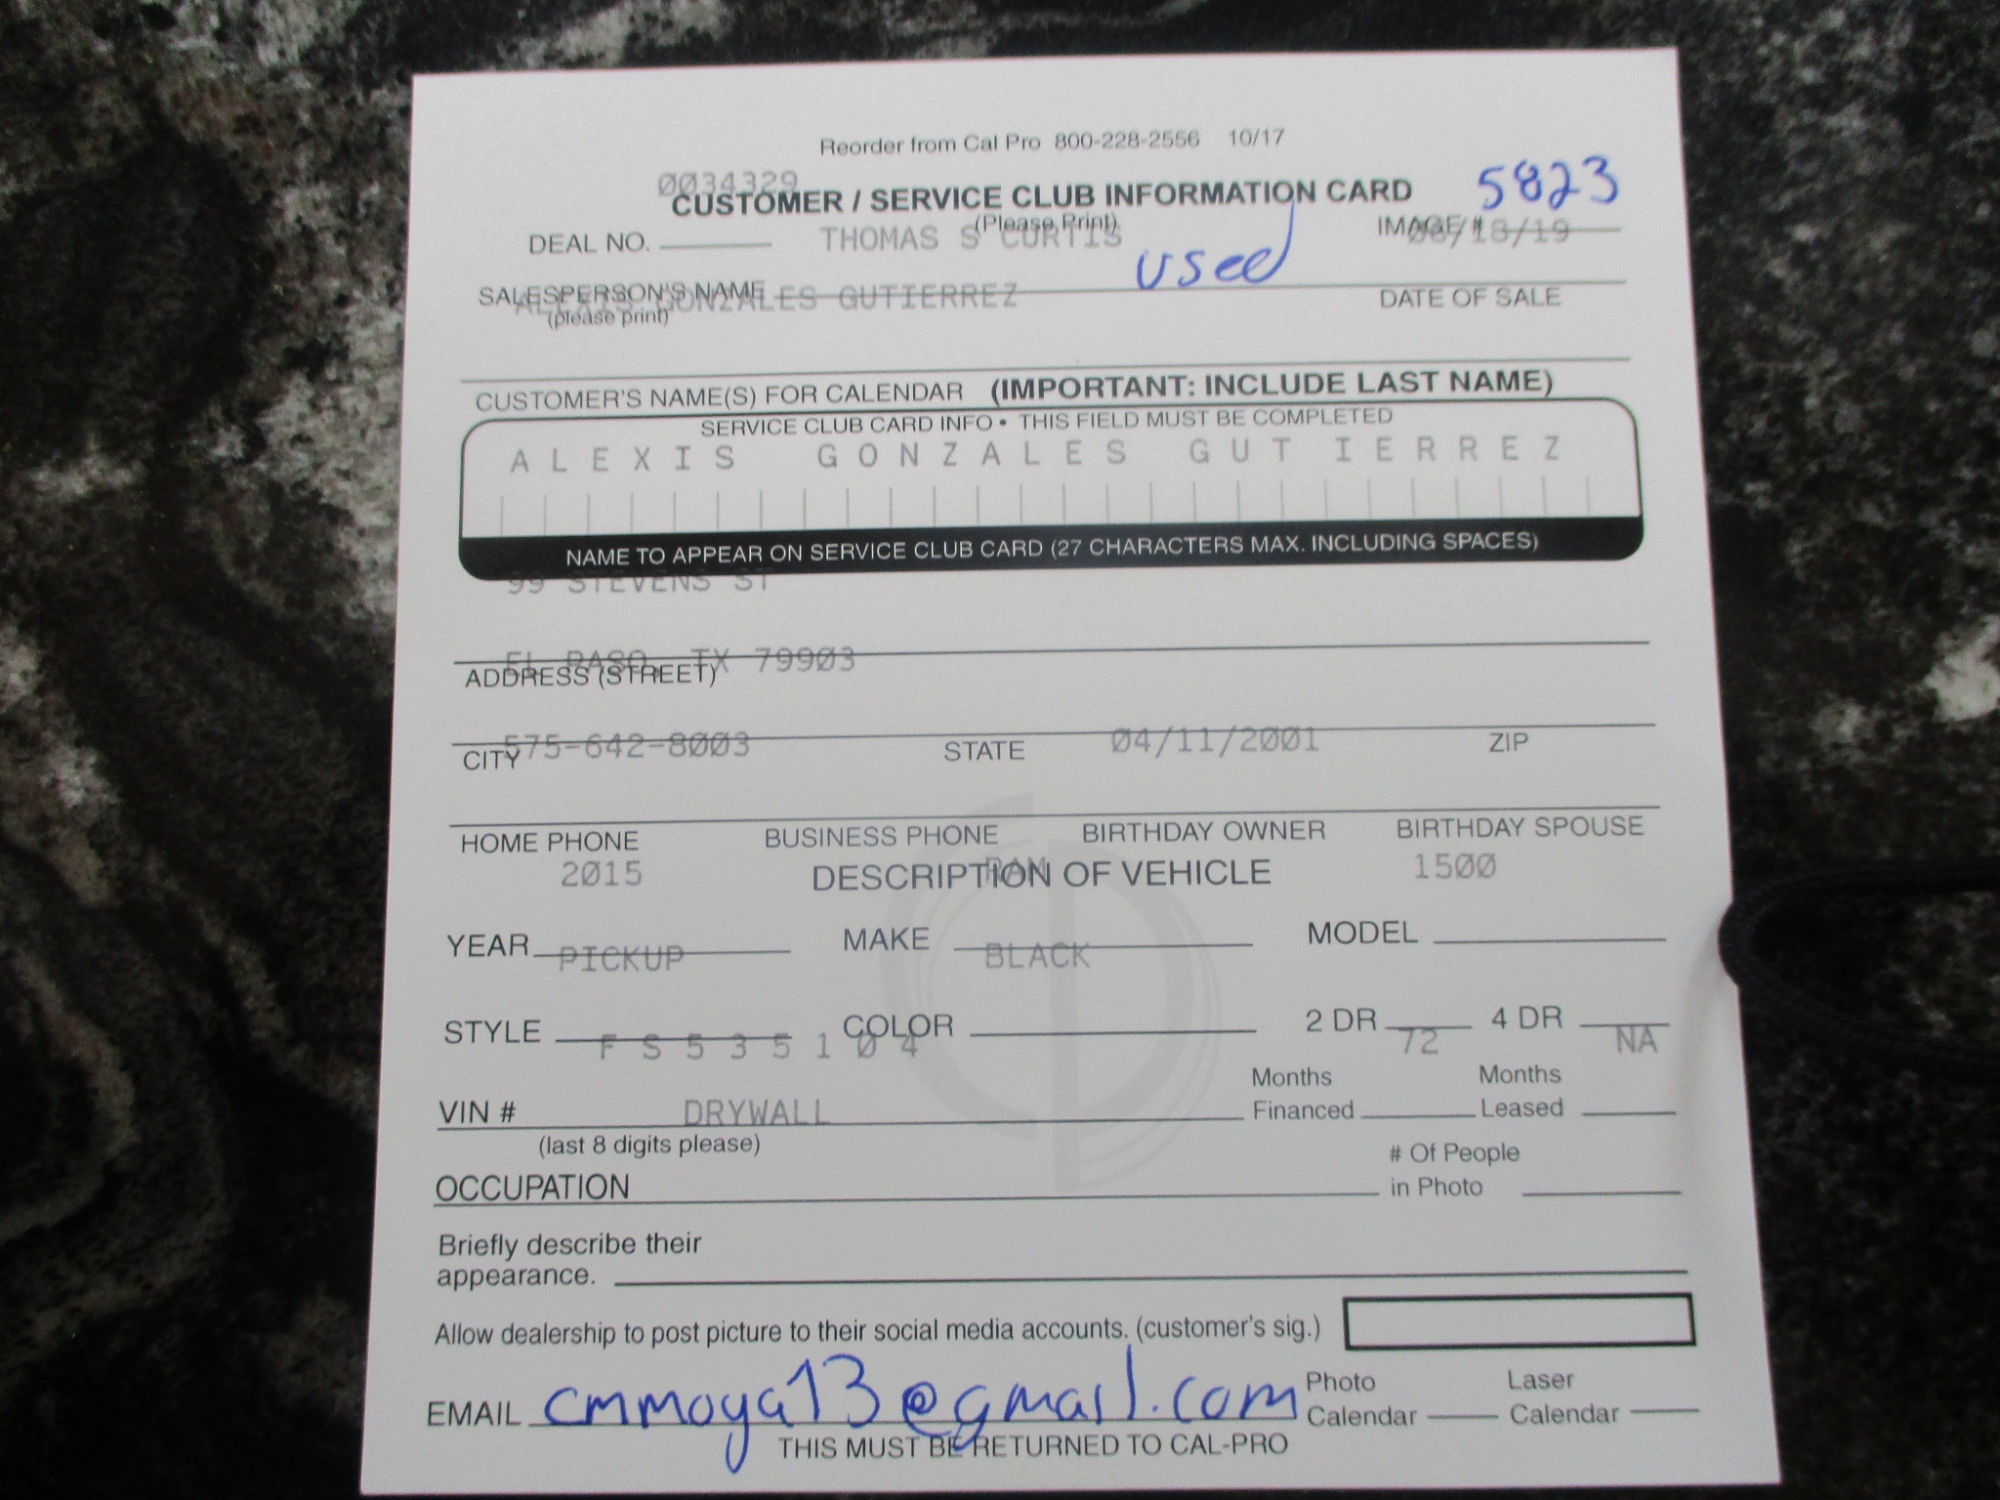 Reorder from Cal Pro 800-228-2556 10/17
0034329
CUSTOMER / SERVICE CLUB INFORMATION CARD 5823
(Please Print)
DEAL NO. THOMAS S CURTIS IMAGE # /18/19
used
SALESPERSON'S NAME GONZALES GUTIERREZ DATE OF SALE
(please print)
CUSTOMER'S NAME(S) FOR CALENDAR (IMPORTANT: INCLUDE LAST NAME)
SERVICE CLUB CARD INFO • THIS FIELD MUST BE COMPLETED
ALEXIS GONZALES GUTIERREZ
NAME TO APPEAR ON SERVICE CLUB CARD (27 CHARACTERS MAX. INCLUDING SPACES)
99 STEVENS ST
EL PASO, TX 79903
ADDRESS (STREET)
575-642-8003 04/11/2001
CITY STATE ZIP
HOME PHONE BUSINESS PHONE BIRTHDAY OWNER BIRTHDAY SPOUSE
2015 RAM 1500
DESCRIPTION OF VEHICLE
YEAR MAKE MODEL
PICKUP BLACK
STYLE COLOR 2 DR 4 DR
FS535104 72 NA
Months Financed Months Leased
VIN # DRYWALL
(last 8 digits please)
# Of People in Photo
OCCUPATION
Briefly describe their
appearance.
Allow dealership to post picture to their social media accounts. (customer's sig.)
EMAIL cmmoya13@gmail.com Photo Calendar Laser Calendar
THIS MUST BE RETURNED TO CAL-PRO